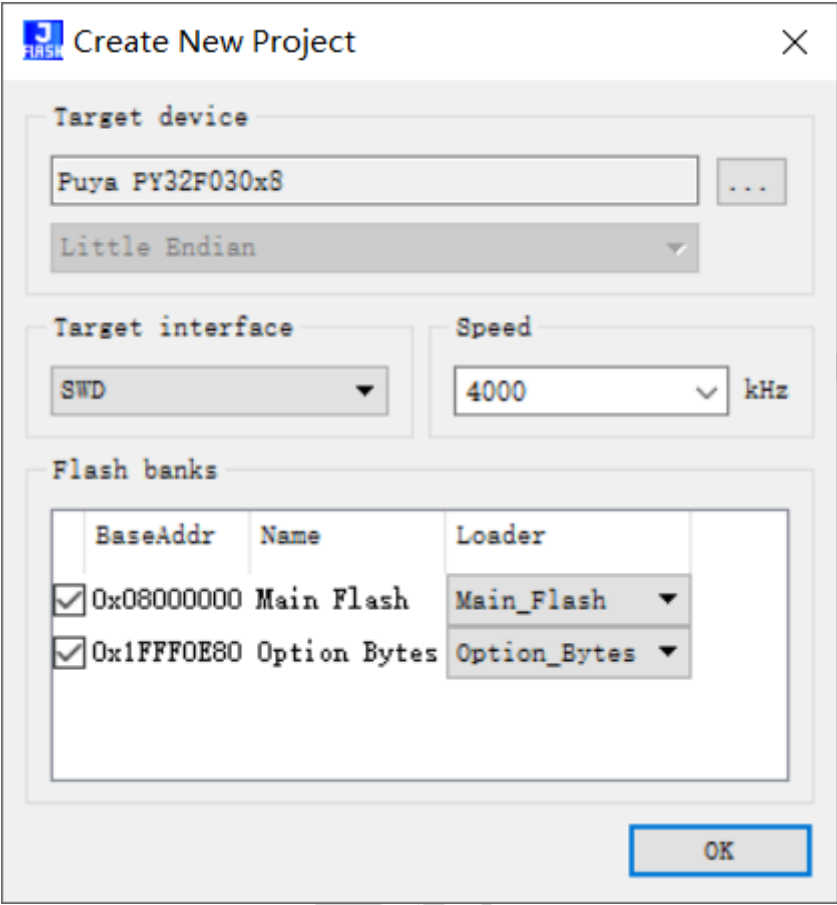 J
FLASH
Create New Project
Target device
Puya PY32F030x8
...
Little Endian
Target interface
Speed
SWD
4000
kHz
Flash banks
BaseAddr Name Loader
0x08000000 Main Flash Main_Flash
0x1FFF0E80 Option Bytes Option_Bytes
OK